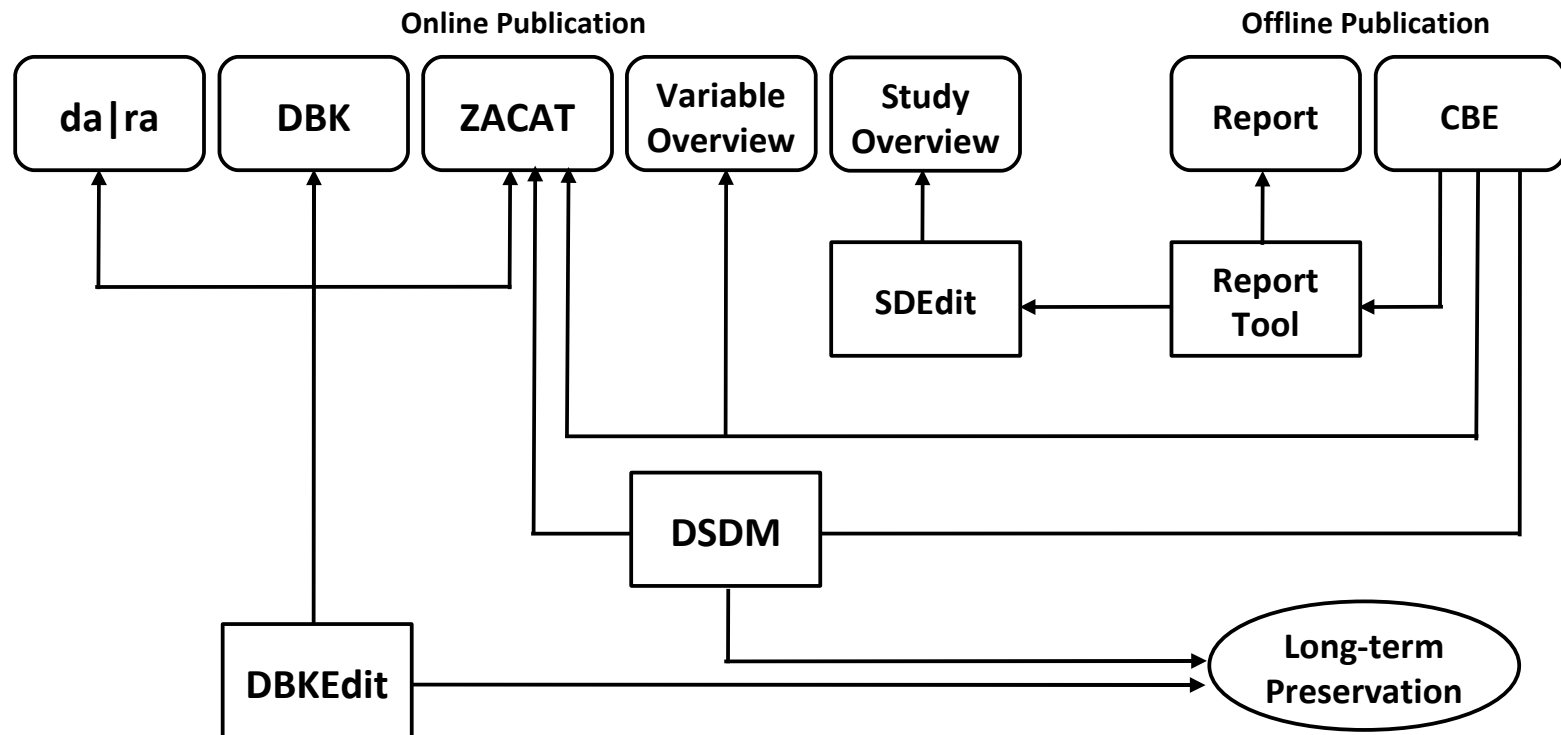 Online Publication
Offline Publication
da|ra
DBK
ZACAT
Variable
Overview
Study
Overview
Report
CBE
SDEdit
Report
Tool
DSDM
DBKEdit
Long-term
Preservation